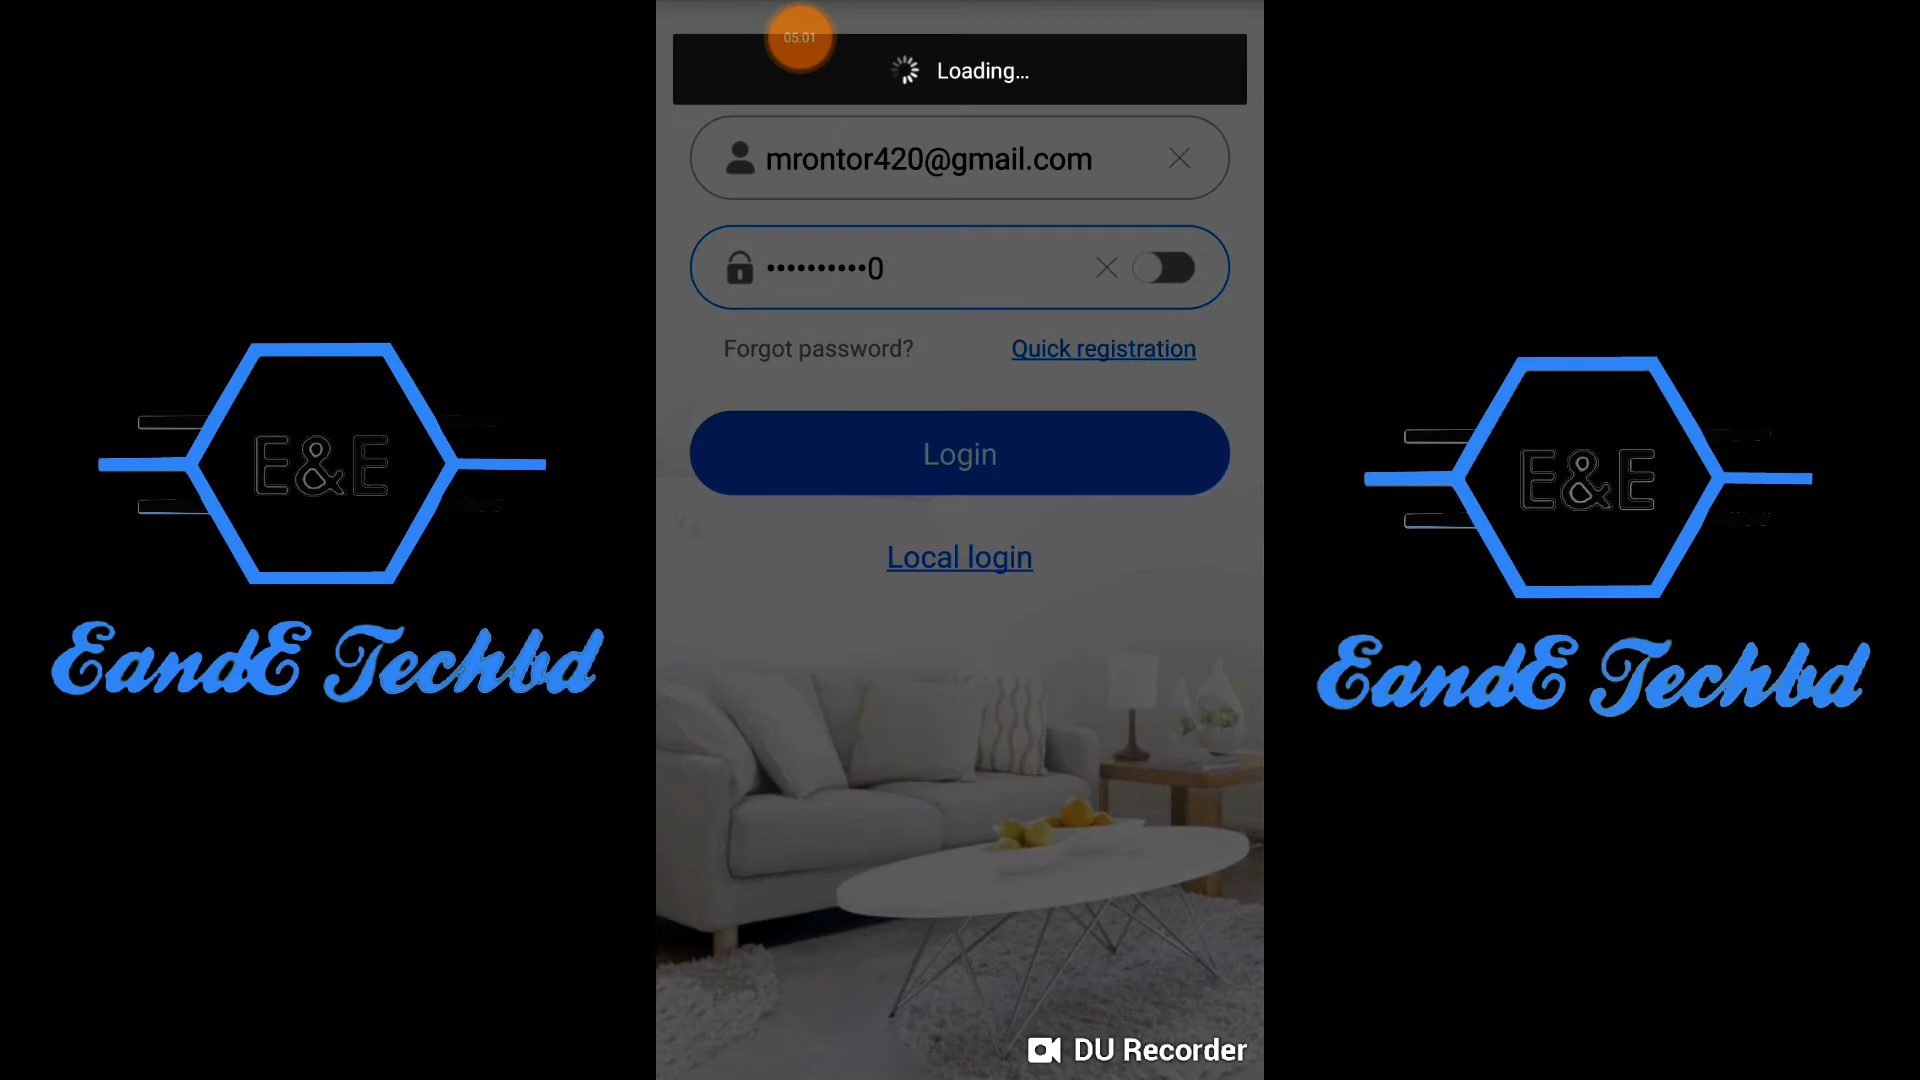 05:01
Loading...
mrontor420@gmail.com
••••••••••0
Forgot password?
Quick registration
Login
Local login
E&E
EandE Techbd
E&E
EandE Techbd
DU Recorder